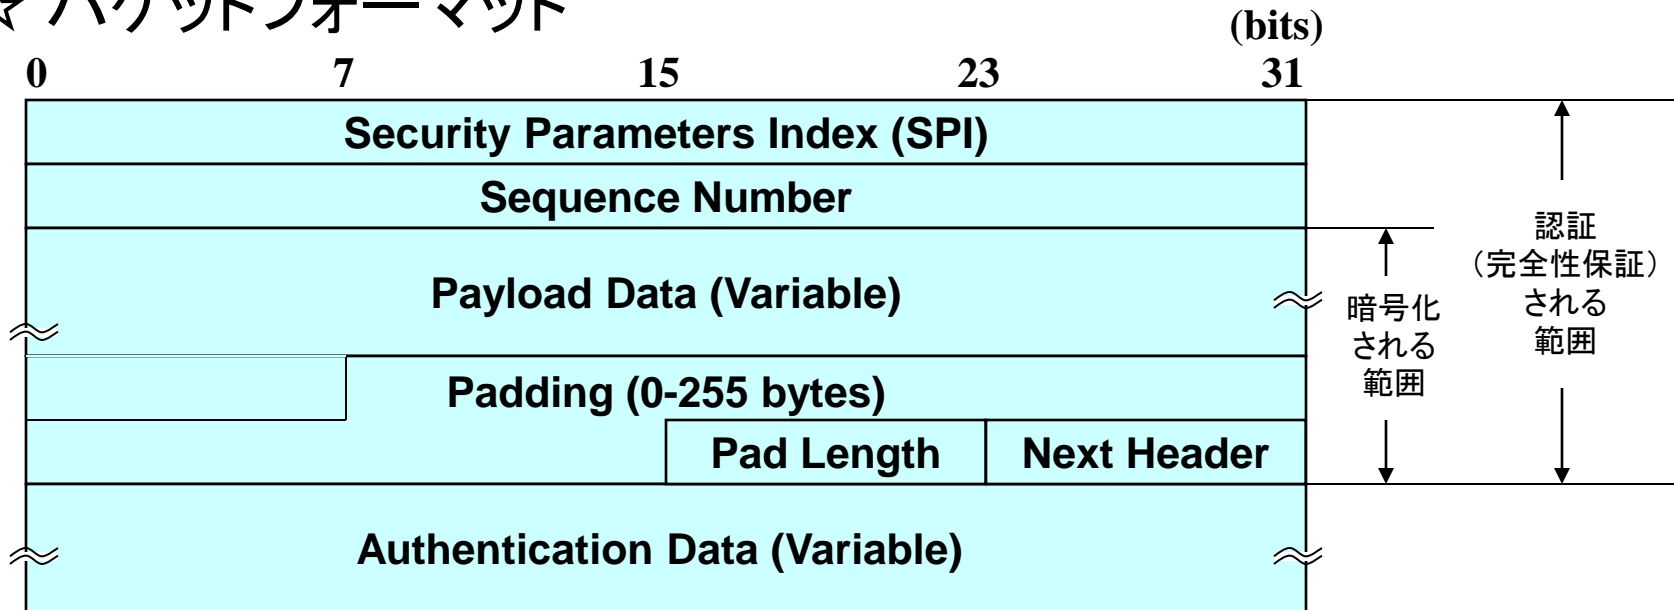 ☆ パケットフォーマット
(bits)
0 7 15 23 31
Security Parameters Index (SPI)
Sequence Number
Payload Data (Variable)
Padding (0-255 bytes)
Pad Length
Next Header
Authentication Data (Variable)
暗号化
される
範囲
認証
（完全性保証）
される
範囲